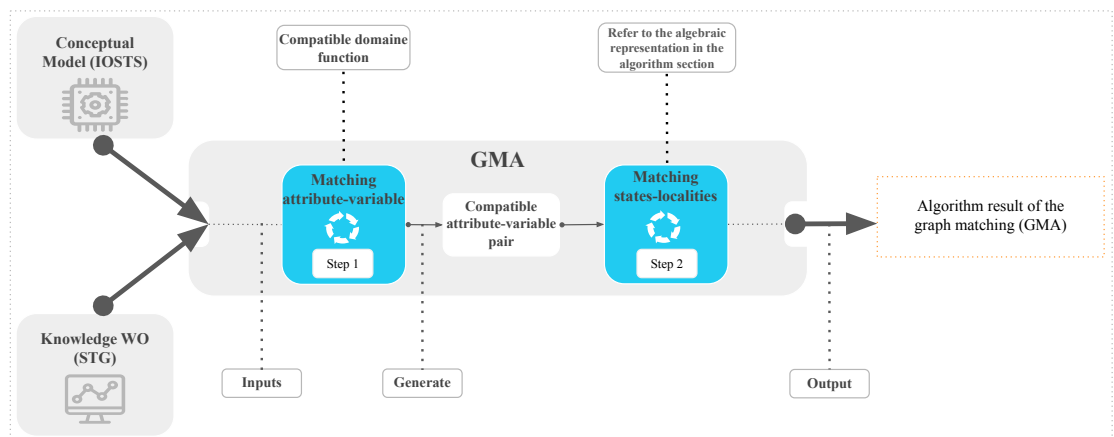 Conceptual
Model (IOSTS)
Compatible domaine
function
Refer to the algebraic
representation in the
algorithm section
GMA
Matching
attribute-variable
Step 1
Compatible
attribute-variable
pair
Matching
states-localities
Step 2
Algorithm result of the
graph matching (GMA)
Knowledge WO
(STG)
Inputs
Generate
Output